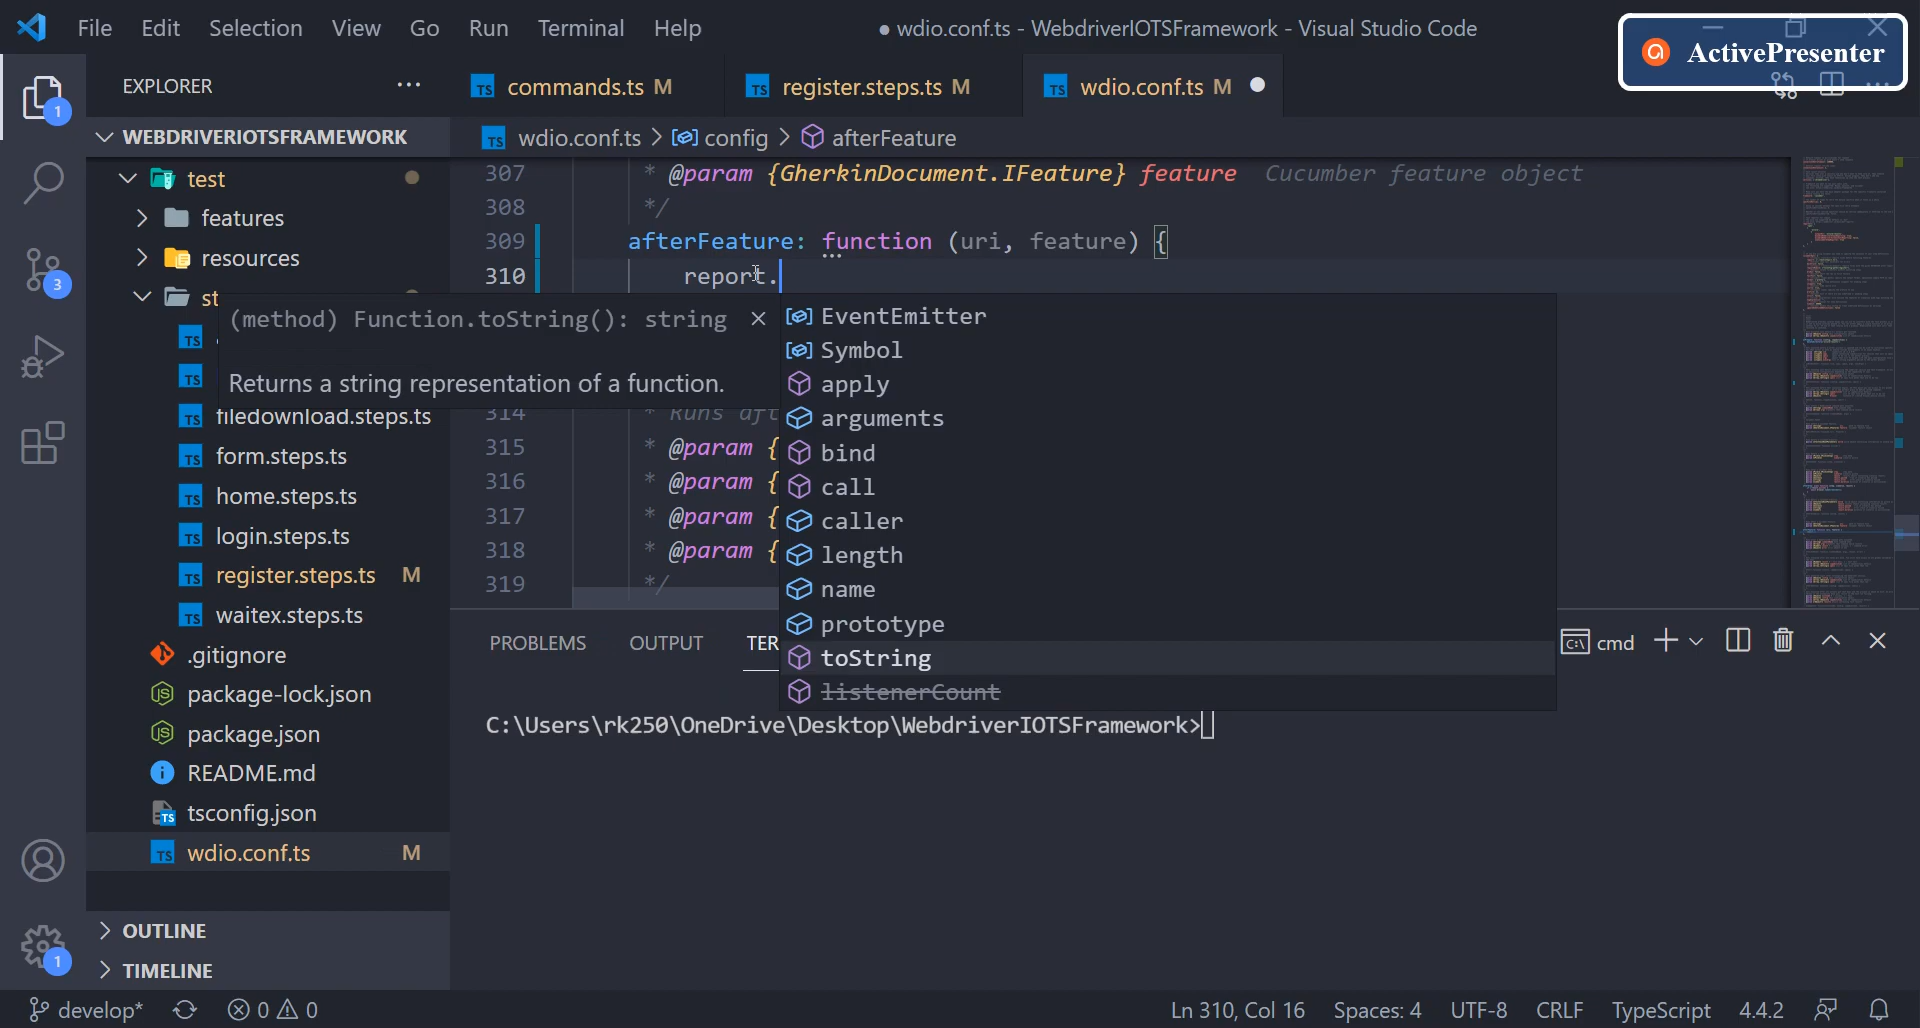 File Edit Selection View Go Run Terminal Help
● wdio.conf.ts - WebdriverIOTSFramework - Visual Studio Code
ActivePresenter
EXPLORER
commands.ts M
register.steps.ts M
wdio.conf.ts M
WEBDRIVERIOTSFRAMEWORK
wdio.conf.ts > config > afterFeature
test
features
resources
st
filedownload.steps.ts
form.steps.ts
home.steps.ts
login.steps.ts
register.steps.ts M
waitex.steps.ts
.gitignore
package-lock.json
package.json
README.md
tsconfig.json
wdio.conf.ts M
OUTLINE
TIMELINE
307 * @param {GherkinDocument.IFeature} feature Cucumber feature object
308 */
309 afterFeature: function (uri, feature) {
310 report.
(method) Function.toString(): string
Returns a string representation of a function.
EventEmitter
Symbol
apply
arguments
bind
call
caller
length
name
prototype
toString
listenerCount
314 * Runs aft
315 * @param {
316 * @param {
317 * @param {
318 * @param {
319 */
PROBLEMS OUTPUT TER
cmd
C:\Users\rk250\OneDrive\Desktop\WebdriverIOTSFramework>
1
3
1
develop* 0 0
Ln 310, Col 16 Spaces: 4 UTF-8 CRLF TypeScript 4.4.2